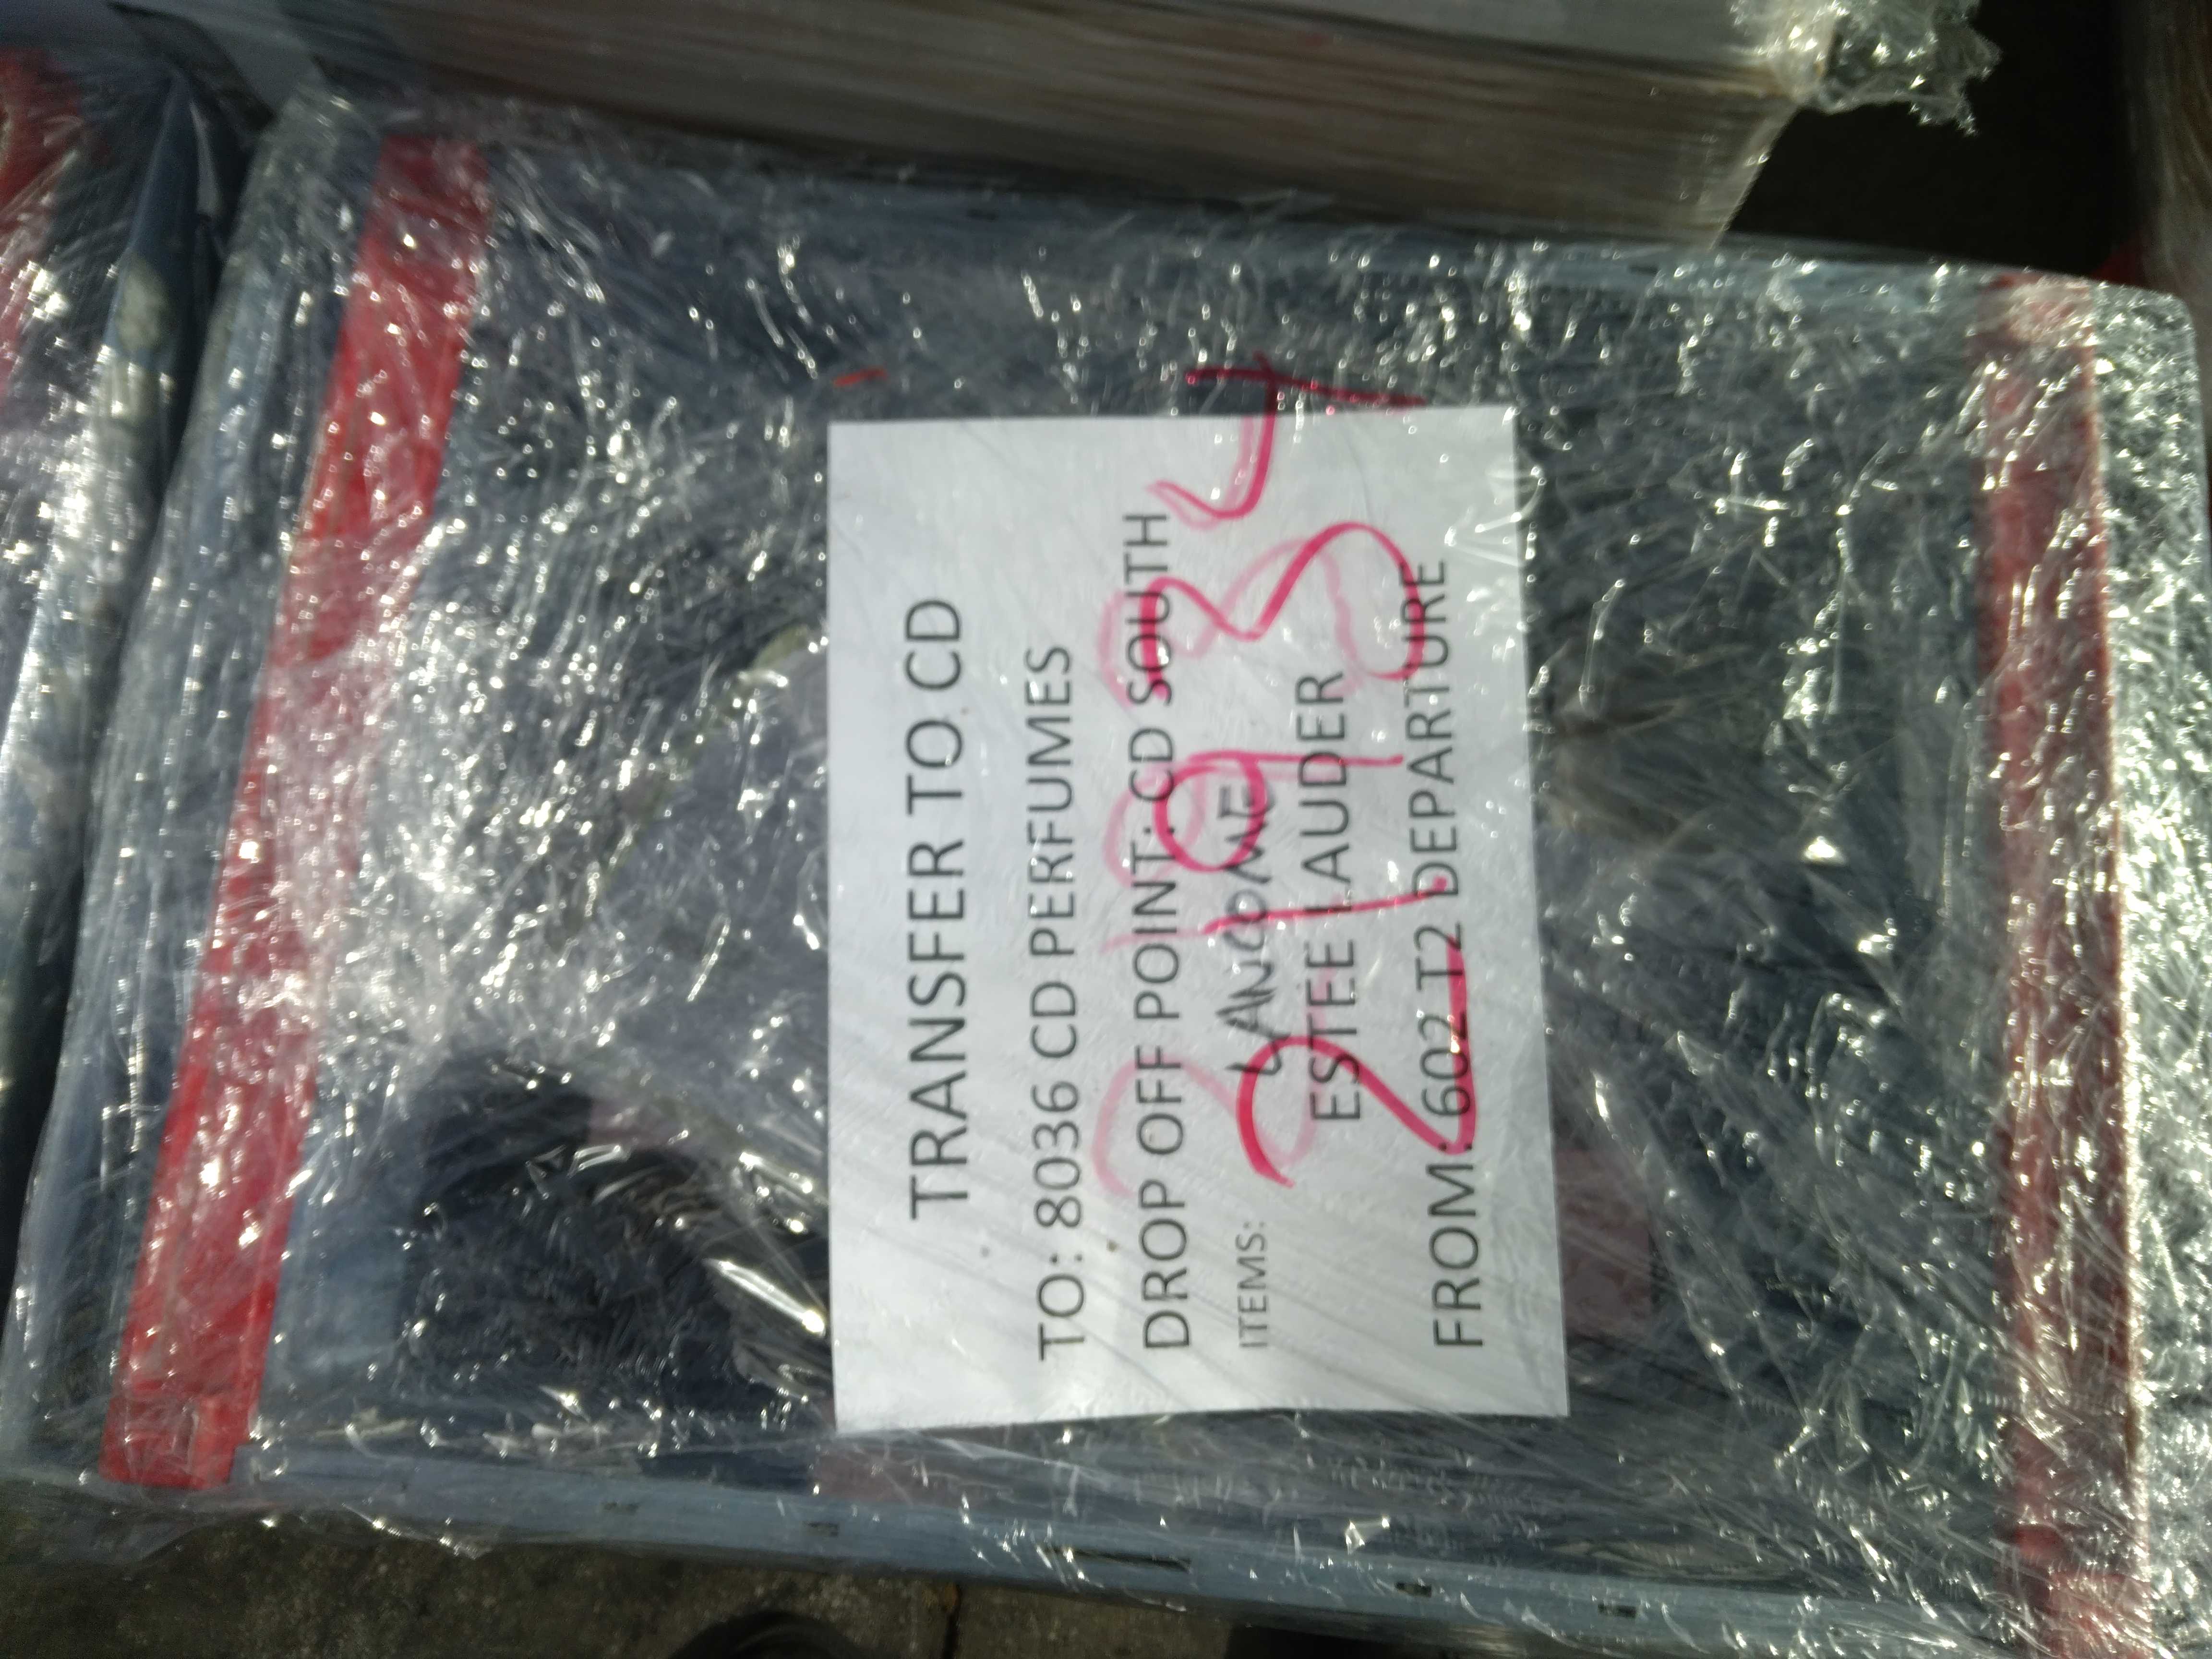 TRANSFER TO CD
TO: 8036 CD PERFUMES
DROP OFF POINT: CD SOUTH
ITEMS: LANCOME
ESTEE LAUDER
FROM: 602 T2 DEPARTURE
21934